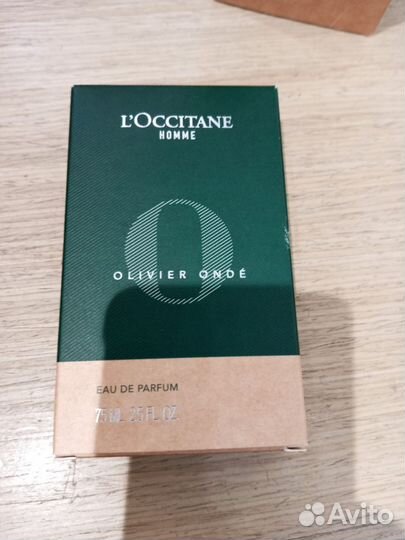 L'OCCITANE
HOMME
O
OLIVIER ONDÉ
EAU DE PARFUM
75 ML 2.5 FL.OZ.
Avito